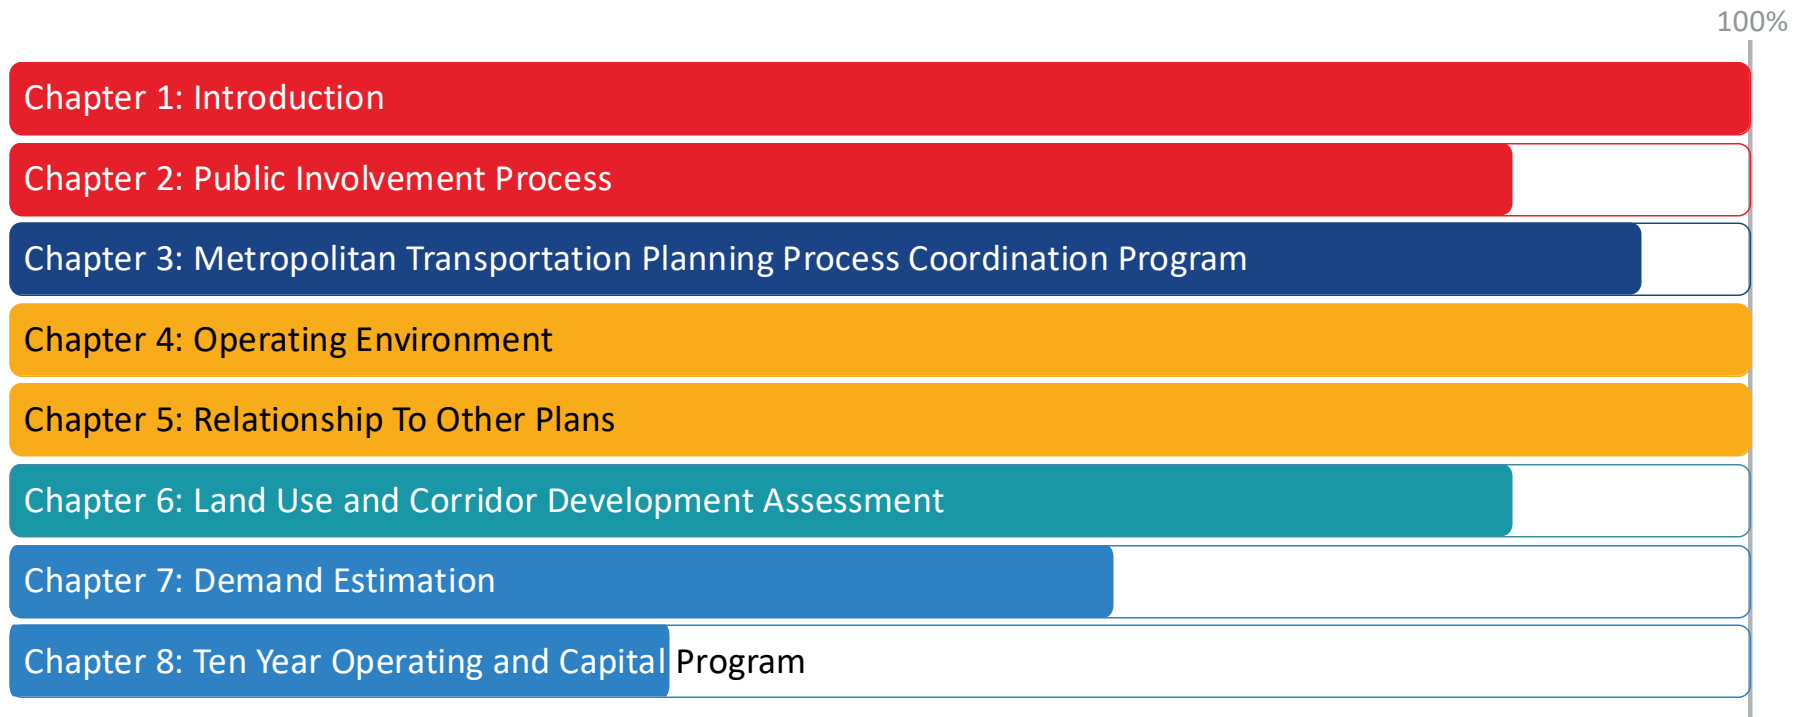 100%
Chapter 1: Introduction
Chapter 2: Public Involvement Process
Chapter 3: Metropolitan Transportation Planning Process Coordination Program
Chapter 4: Operating Environment
Chapter 5: Relationship To Other Plans
Chapter 6: Land Use and Corridor Development Assessment
Chapter 7: Demand Estimation
Chapter 8: Ten Year Operating and Capital Program